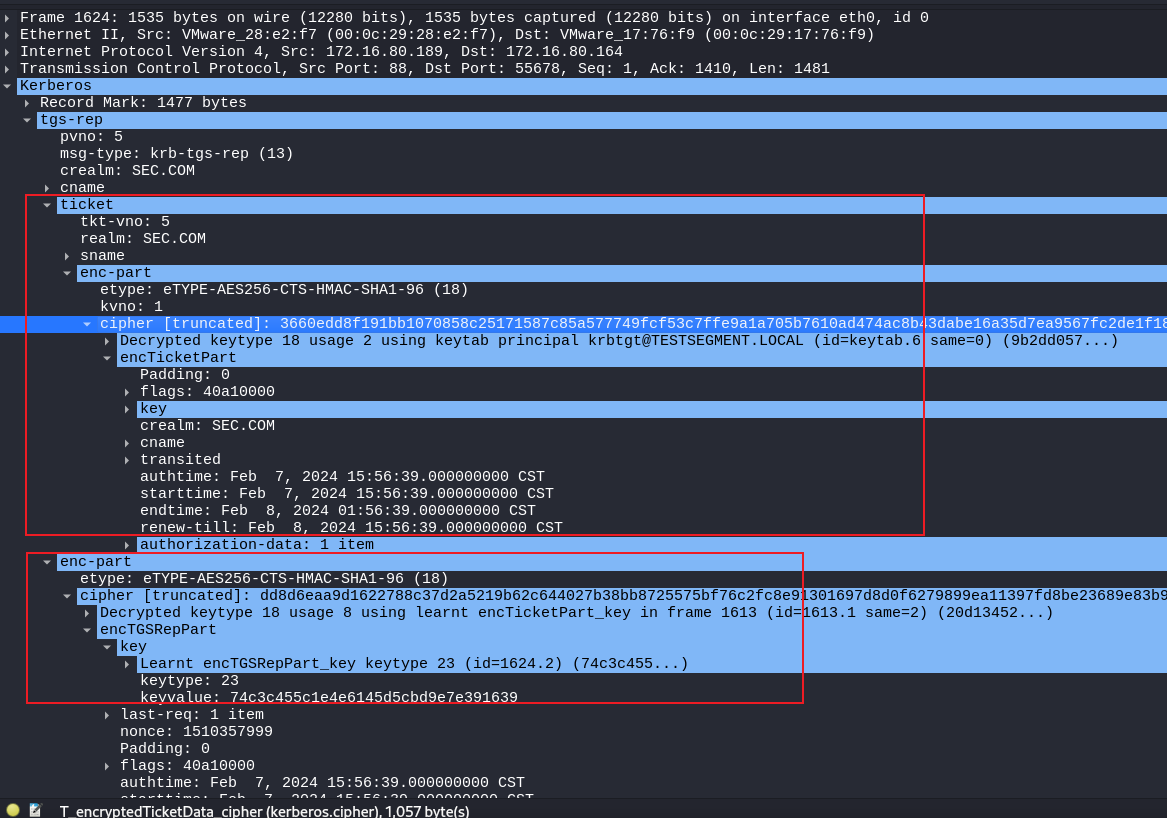 Frame 1624: 1535 bytes on wire (12280 bits), 1535 bytes captured (12280 bits) on interface eth0, id 0
Ethernet II, Src: VMware_28:e2:f7 (00:0c:29:28:e2:f7), Dst: VMware_17:76:f9 (00:0c:29:17:76:f9)
Internet Protocol Version 4, Src: 172.16.80.189, Dst: 172.16.80.164
Transmission Control Protocol, Src Port: 88, Dst Port: 55678, Seq: 1, Ack: 1410, Len: 1481
Kerberos
Record Mark: 1477 bytes
tgs-rep
pvno: 5
msg-type: krb-tgs-rep (13)
crealm: SEC.COM
cname
ticket
tkt-vno: 5
realm: SEC.COM
sname
enc-part
etype: eTYPE-AES256-CTS-HMAC-SHA1-96 (18)
kvno: 1
cipher [truncated]: 3660edd8f191bb1070858c25171587c85a577749fcf53c7ffe9a1a705b7610ad474ac8b43dabe16a35d7ea9567fc2de1f18
Decrypted keytype 18 usage 2 using keytab principal krbtgt@TESTSEGMENT.LOCAL (id=keytab.6 same=0) (9b2dd057...)
encTicketPart
Padding: 0
flags: 40a10000
key
crealm: SEC.COM
cname
transited
authtime: Feb  7, 2024 15:56:39.000000000 CST
starttime: Feb  7, 2024 15:56:39.000000000 CST
endtime: Feb  8, 2024 01:56:39.000000000 CST
renew-till: Feb  8, 2024 15:56:39.000000000 CST
authorization-data: 1 item
enc-part
etype: eTYPE-AES256-CTS-HMAC-SHA1-96 (18)
cipher [truncated]: dd8d6eaa9d1622788c37d2a5219b62c644027b38bb8725575bf76c2fc8e91301697d8d0f6279899ea11397fd8be23689e83b9
Decrypted keytype 18 usage 8 using learnt encTicketPart_key in frame 1613 (id=1613.1 same=2) (20d13452...)
encTGSRepPart
key
Learnt encTGSRepPart_key keytype 23 (id=1624.2) (74c3c455...)
keytype: 23
keyvalue: 74c3c455c1e4e6145d5cbd9e7e391639
last-req: 1 item
nonce: 1510357999
Padding: 0
flags: 40a10000
authtime: Feb  7, 2024 15:56:39.000000000 CST
starttime: Feb  7, 2024 15:56:39.000000000 CST
T_encryptedTicketData_cipher (kerberos.cipher), 1,057 byte(s)